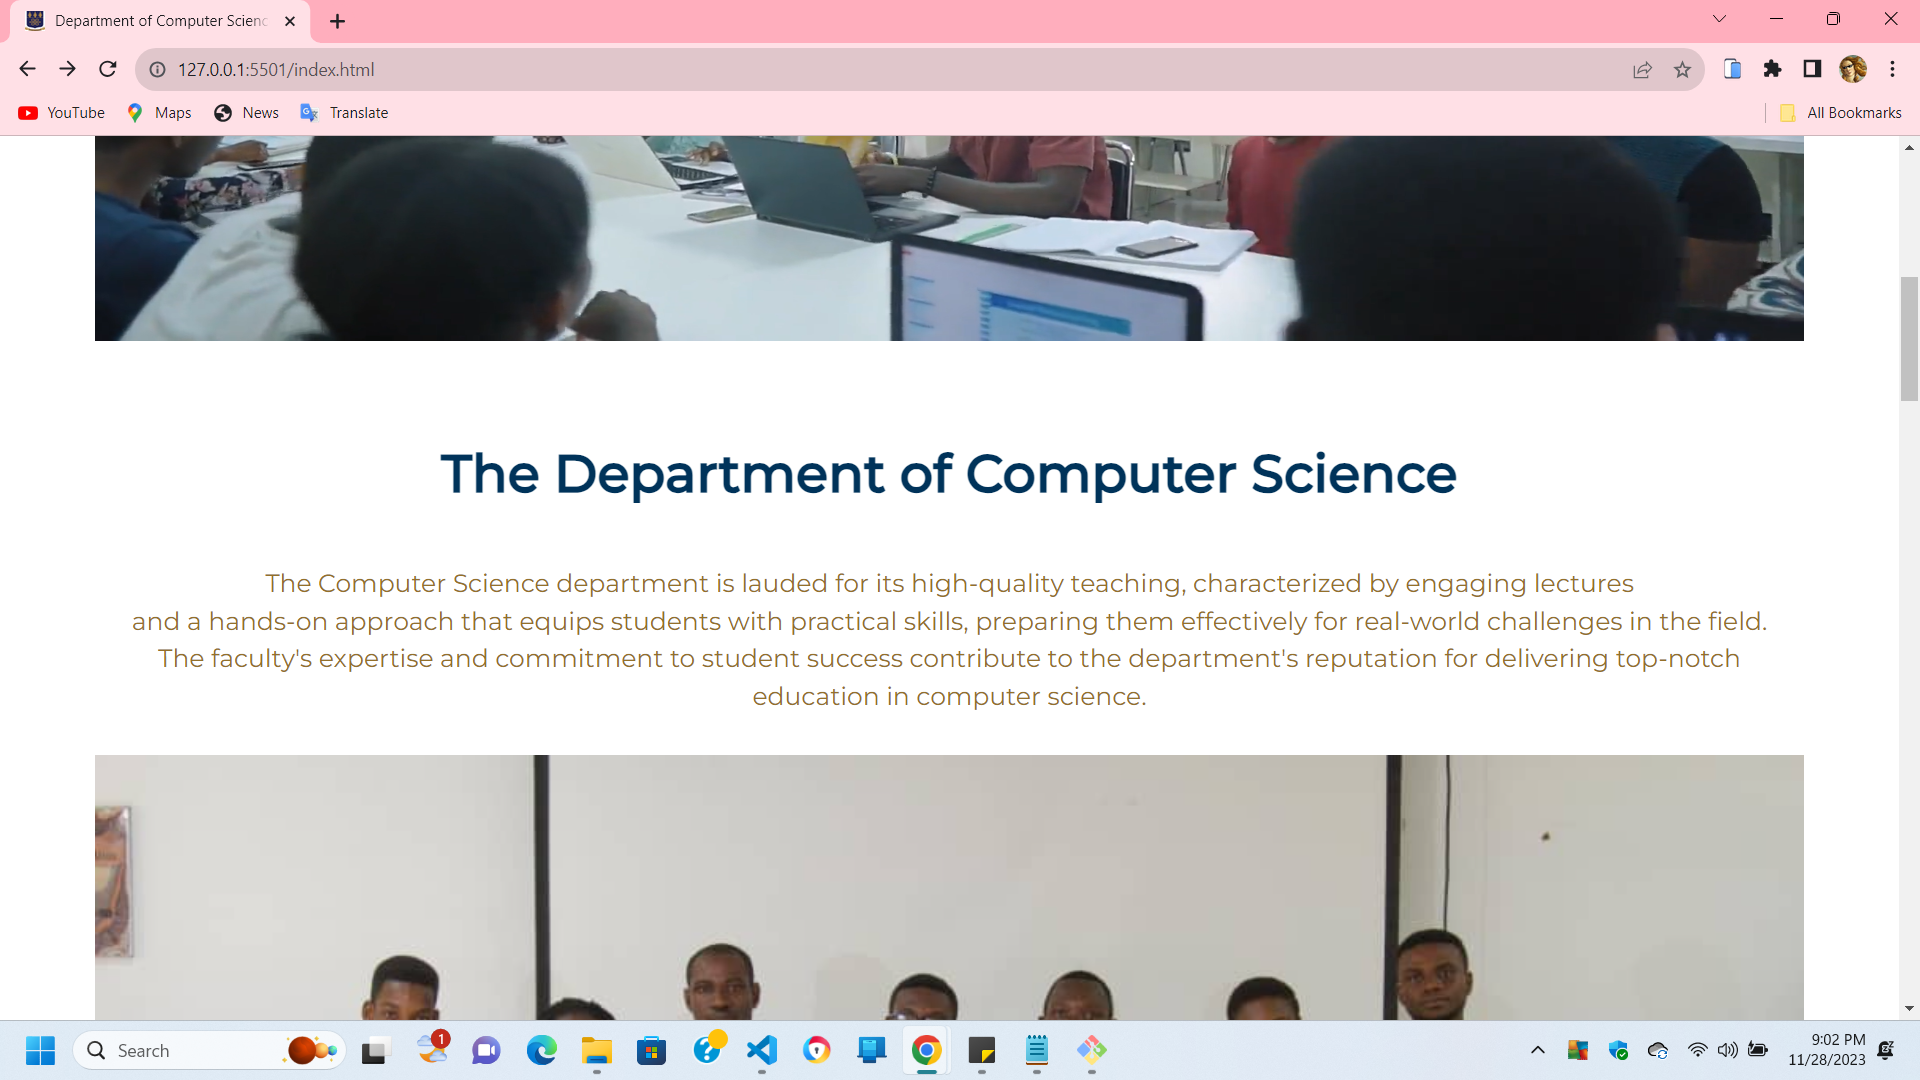 Department of Computer Scienc
127.0.0.1:5501/index.html
YouTube
Maps
News
Translate
All Bookmarks
The Department of Computer Science
The Computer Science department is lauded for its high-quality teaching, characterized by engaging lectures
and a hands-on approach that equips students with practical skills, preparing them effectively for real-world challenges in the field.
The faculty's expertise and commitment to student success contribute to the department's reputation for delivering top-notch
education in computer science.
Search
1
9:02 PM
11/28/2023